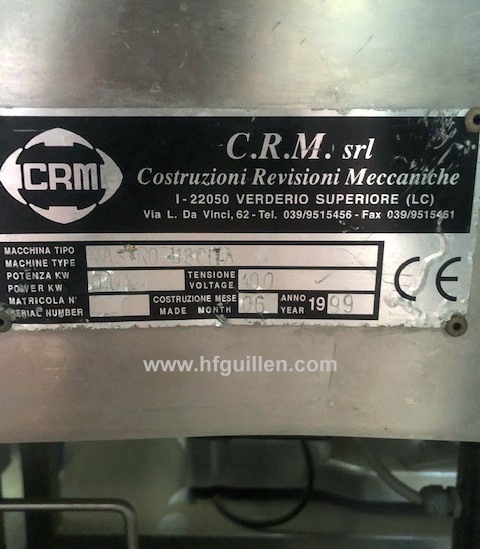 CRM
C.R.M. srl
Costruzioni Revisioni Meccaniche
I-22050 VERDERIO SUPERIORE (LC)
Via L. Da Vinci, 62 - Tel. 039/9515456 - Fax 039/9515461
MACCHINA TIPO
MACHINE TYPE
POTENZA KW
POWER KW
TENSIONE
VOLTAGE
MATRICOLA N'
SERIAL NUMBER
COSTRUZIONE MESE
MADE MONTH
06
ANNO
YEAR
1999
CE
www.hfguillen.com